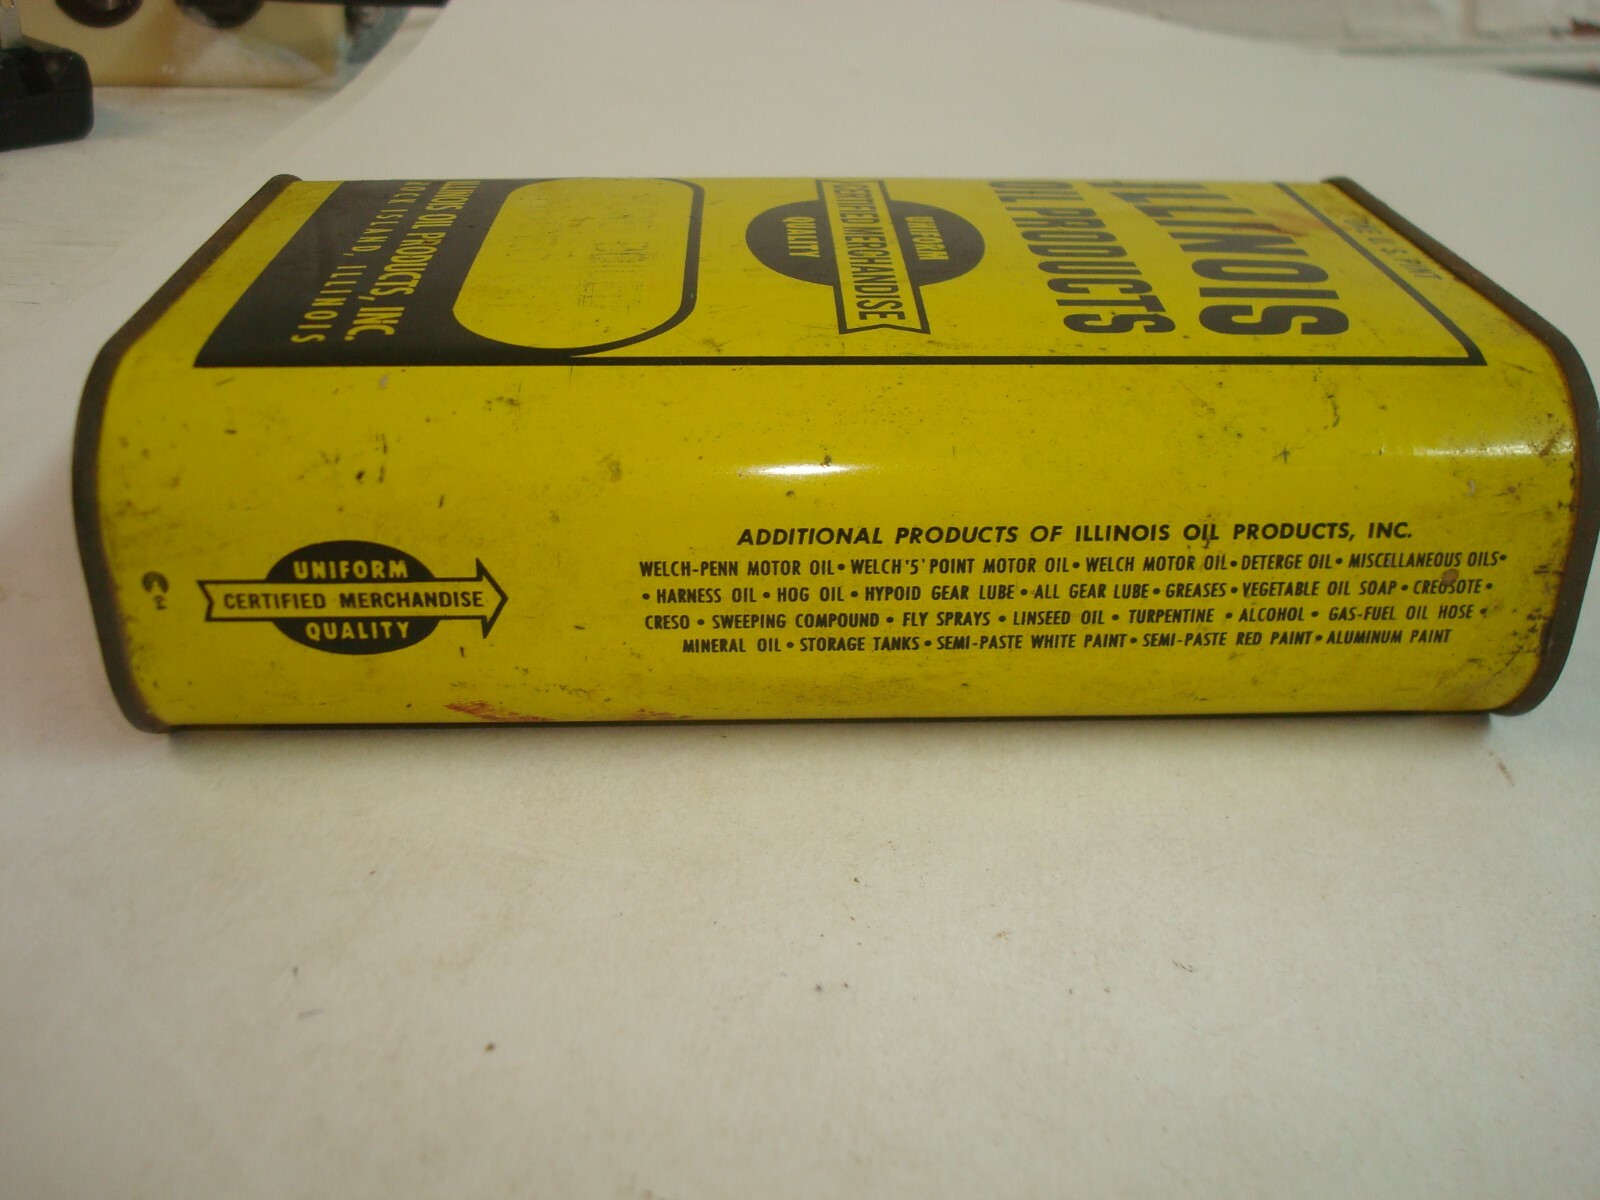 ONE U.S. PINT
ILLINOIS
OIL PRODUCTS
UNIFORM
CERTIFIED MERCHANDISE
QUALITY
ILLINOIS OIL PRODUCTS, INC.
ROCK ISLAND, ILLINOIS
UNIFORM
CERTIFIED MERCHANDISE
QUALITY
ADDITIONAL PRODUCTS OF ILLINOIS OIL PRODUCTS, INC.
WELCH-PENN MOTOR OIL • WELCH '5' POINT MOTOR OIL • WELCH MOTOR OIL • DETERGE OIL • MISCELLANEOUS OILS •
• HARNESS OIL • HOG OIL • HYPOID GEAR LUBE • ALL GEAR LUBE • GREASES • VEGETABLE OIL SOAP • CREOSOTE •
CRESO • SWEEPING COMPOUND • FLY SPRAYS • LINSEED OIL • TURPENTINE • ALCOHOL • GAS-FUEL OIL HOSE •
MINERAL OIL • STORAGE TANKS • SEMI-PASTE WHITE PAINT • SEMI-PASTE RED PAINT • ALUMINUM PAINT